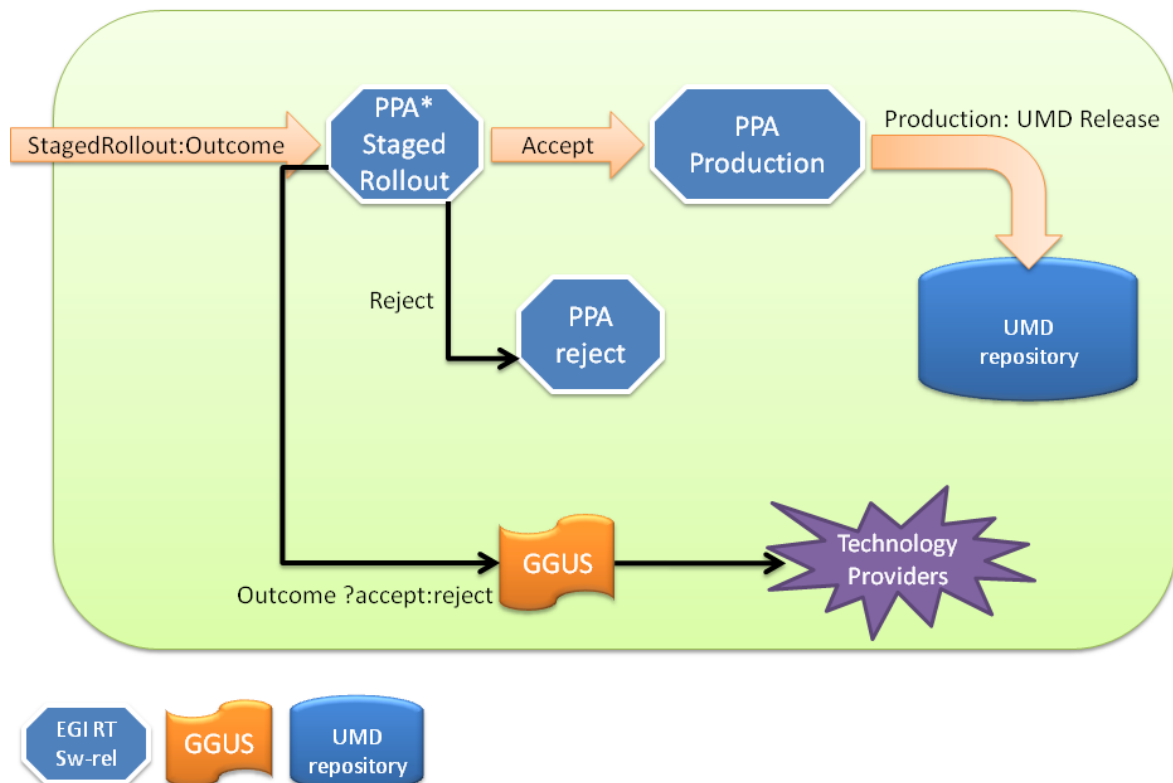 StagedRollout:Outcome
PPA*
Staged
Rollout
Accept
PPA
Production
Production: UMD Release
Reject
PPA
reject
UMD
repository
Outcome ?accept:reject
GGUS
Technology
Providers
EGI RT
Sw-rel
GGUS
UMD
repository